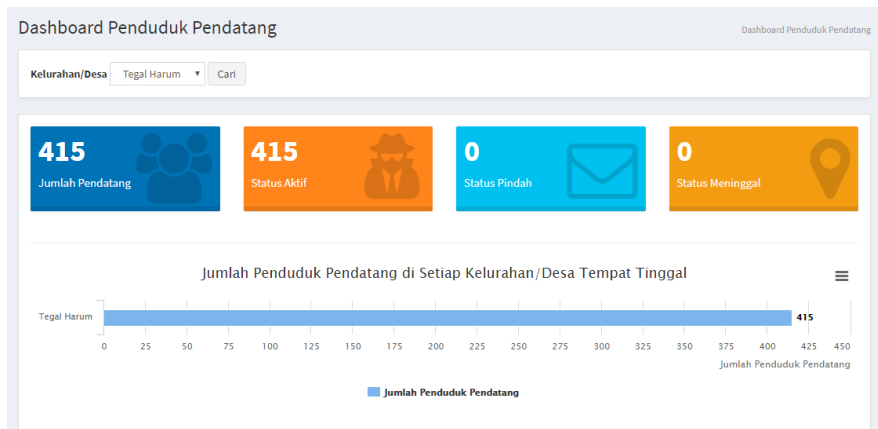 Dashboard Penduduk Pendatang
Dashboard Penduduk Pendatang
Kelurahan/Desa Tegal Harum Cari
415
Jumlah Pendatang
415
Status Aktif
0
Status Pindah
0
Status Meninggal
Jumlah Penduduk Pendatang di Setiap Kelurahan/Desa Tempat Tinggal
Tegal Harum 415
0 25 50 75 100 125 150 175 200 225 250 275 300 325 350 375 400 425 450
Jumlah Penduduk Pendatang
Jumlah Penduduk Pendatang